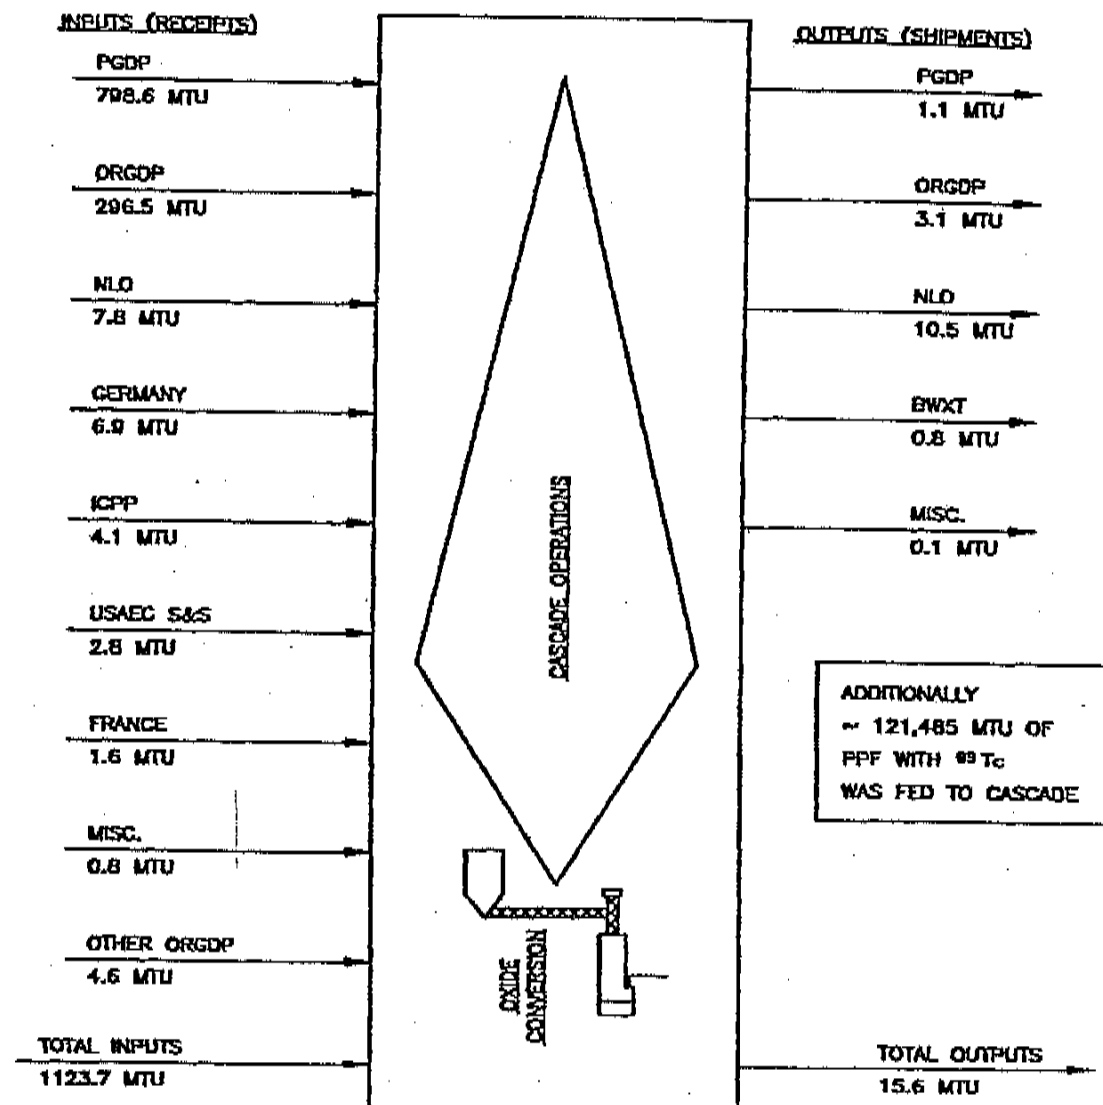 INPUTS (RECEIPTS)
PGDP
798.6 MTU
ORGDP
296.5 MTU
NLO
7.8 MTU
GERMANY
6.9 MTU
ICPP
4.1 MTU
USAEC S&S
2.8 MTU
FRANCE
1.6 MTU
MISC.
0.8 MTU
OTHER ORGDP
4.6 MTU
TOTAL INPUTS
1123.7 MTU
CASCADE OPERATIONS
OXIDE
CONVERSION
OUTPUTS (SHIPMENTS)
PGDP
1.1 MTU
ORGDP
3.1 MTU
NLO
10.5 MTU
BWXT
0.8 MTU
MISC.
0.1 MTU
ADDITIONALLY
~ 121,485 MTU OF
PPF WITH ⁹⁹Tc
WAS FED TO CASCADE
TOTAL OUTPUTS
15.6 MTU